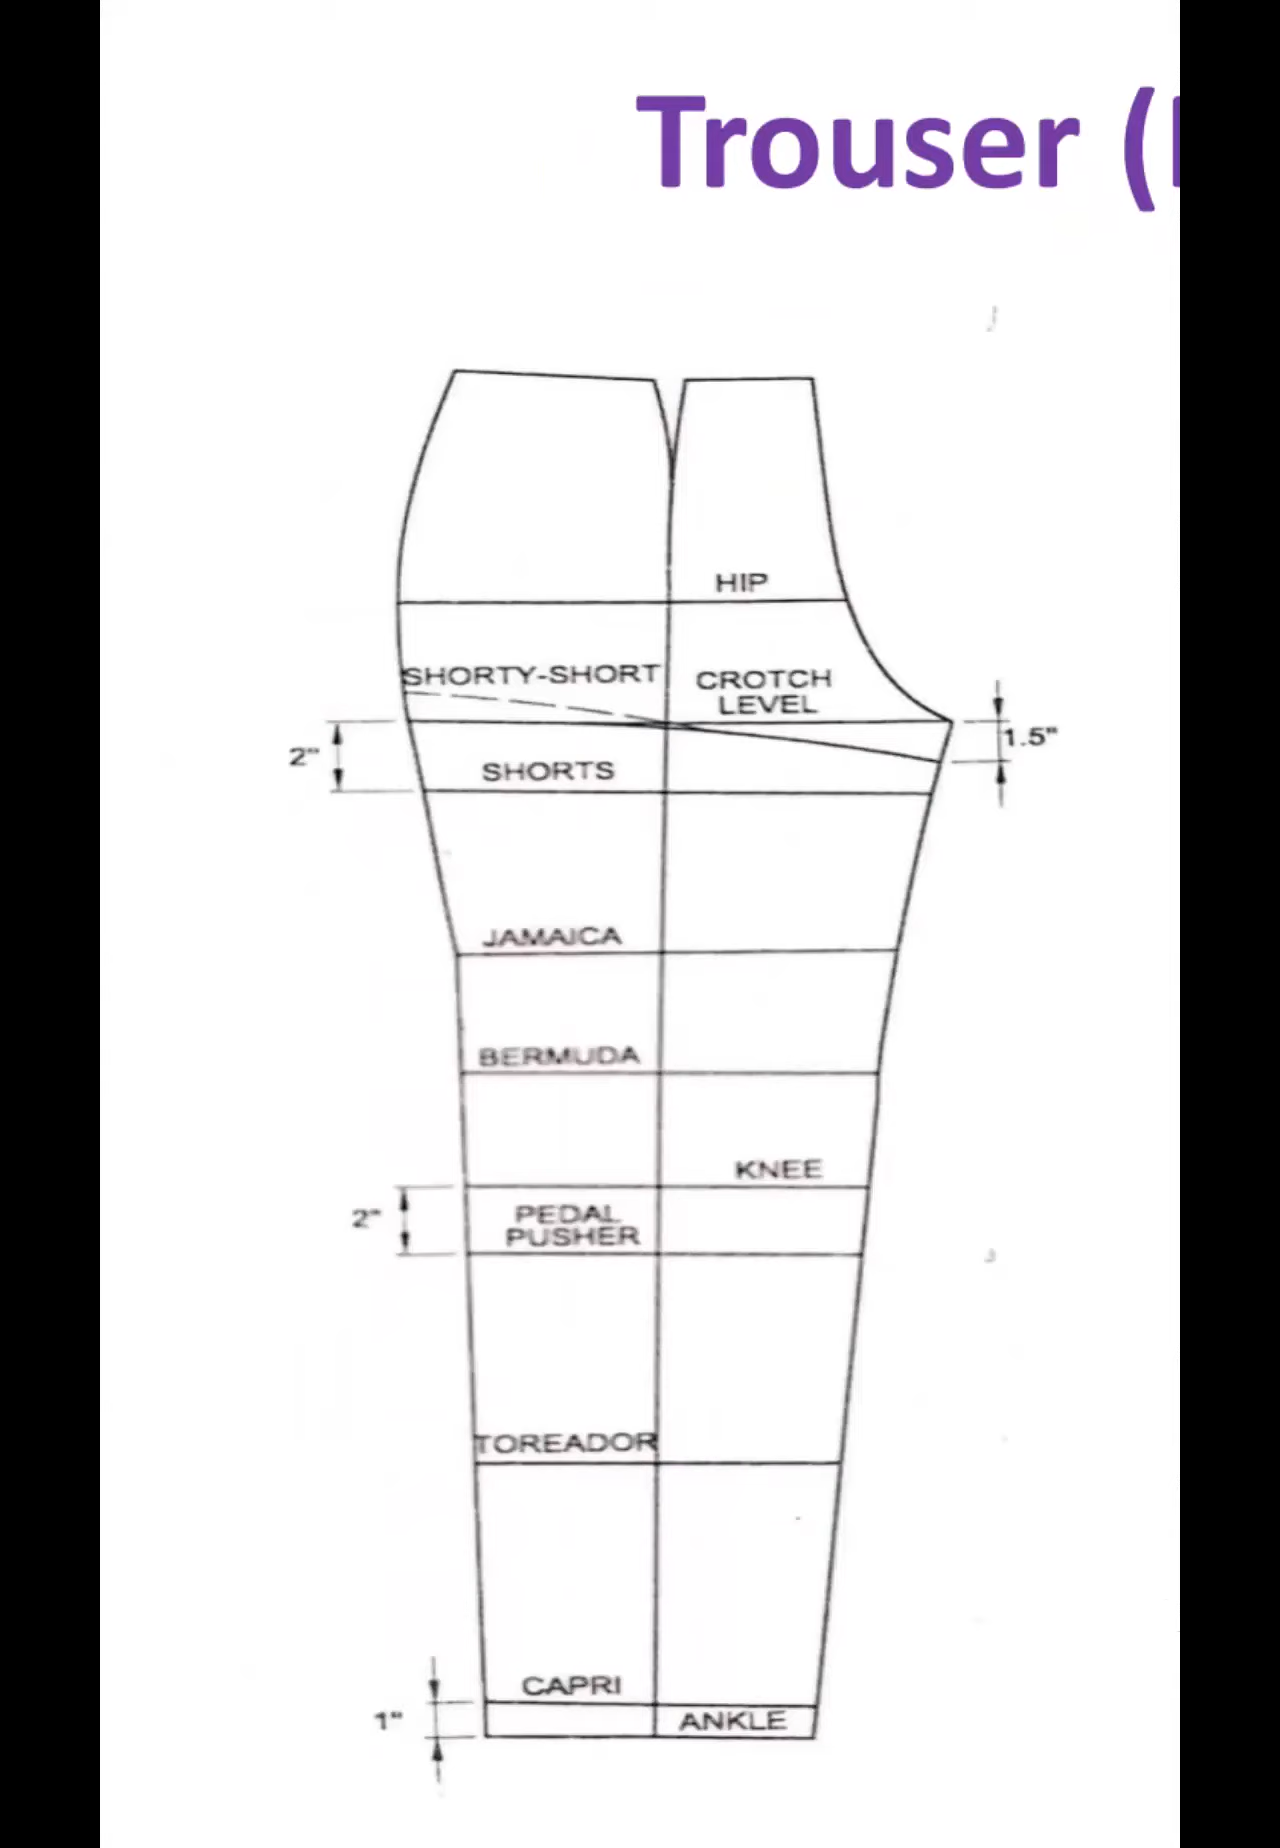 Trouser (
HIP
SHORTY-SHORT
CROTCH
LEVEL
1.5"
2"
SHORTS
JAMAICA
BERMUDA
KNEE
2"
PEDAL
PUSHER
TOREADOR
CAPRI
1"
ANKLE